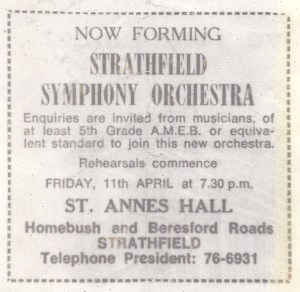 NOW FORMING
STRATHFIELD
SYMPHONY ORCHESTRA
Enquiries are invited from musicians, of
at least 5th Grade A.M.E.B. or equiva-
lent standard to join this new orchestra.
Rehearsals commence
FRIDAY, 11th APRIL at 7.30 p.m.
ST. ANNES HALL
Homebush and Beresford Roads
STRATHFIELD
Telephone President: 76-6931